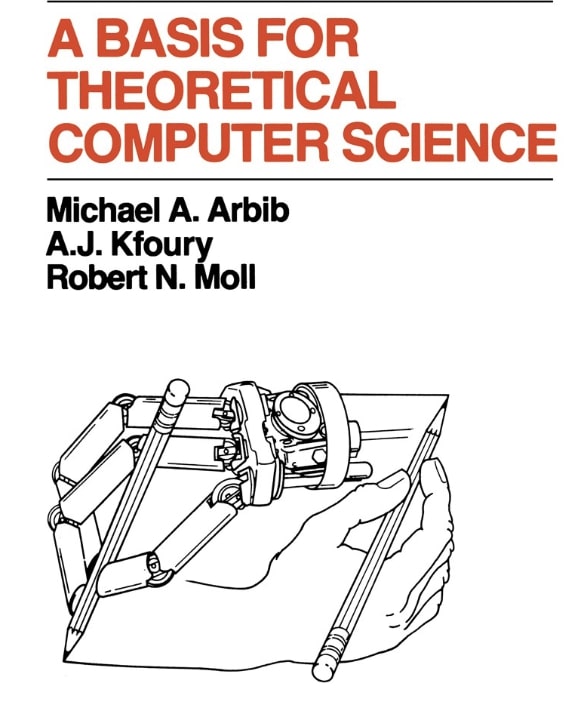 A BASIS FOR
THEORETICAL
COMPUTER SCIENCE
Michael A. Arbib
A.J. Kfoury
Robert N. Moll